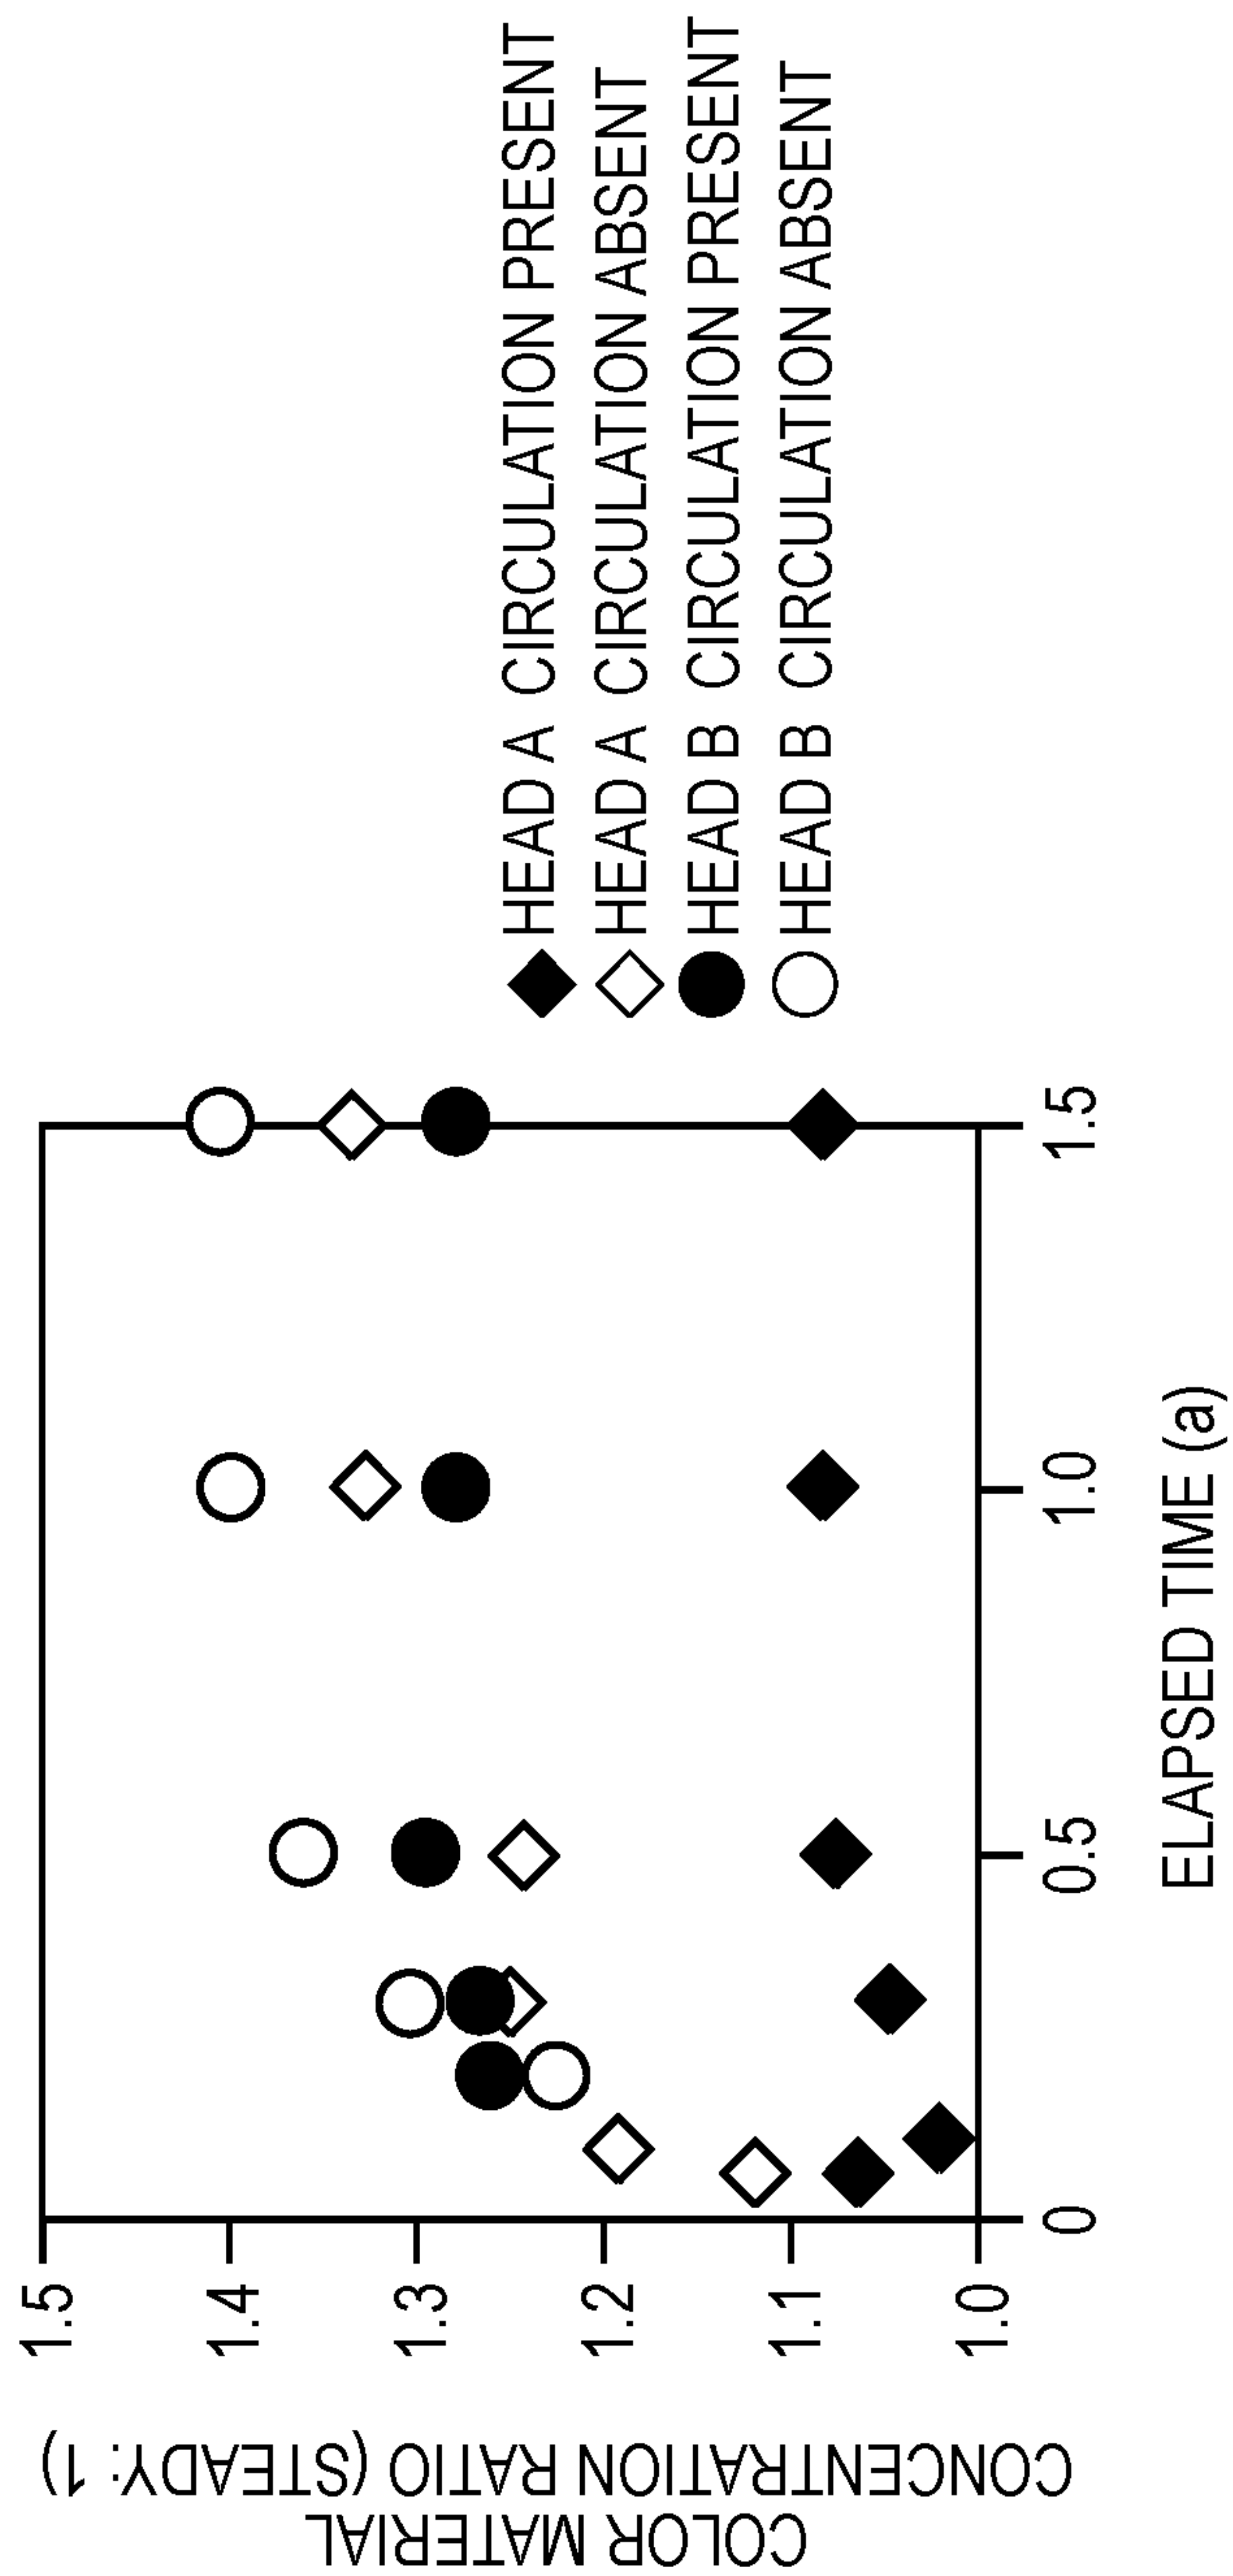 COLOR MATERIAL
CONCENTRATION RATIO (STEADY: 1)
1.5
1.4
1.3
1.2
1.1
1.0
0
0.5
1.0
1.5
ELAPSED TIME (a)
HEAD A CIRCULATION PRESENT
HEAD A CIRCULATION ABSENT
HEAD B CIRCULATION PRESENT
HEAD B CIRCULATION ABSENT